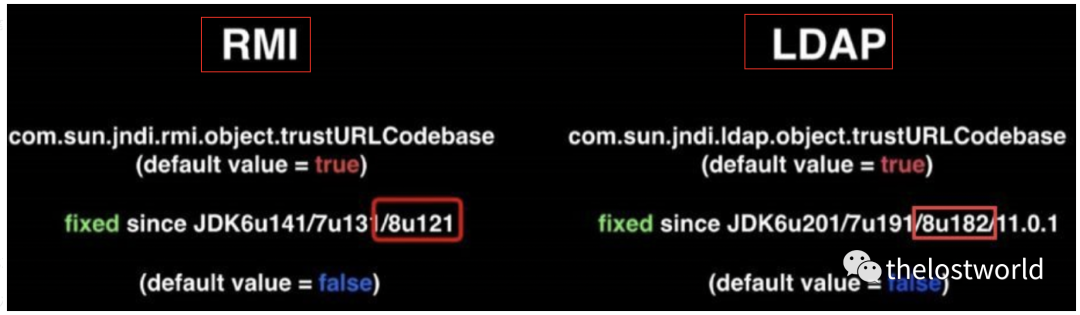 RMI
LDAP
com.sun.jndi.rmi.object.trustURLCodebase
(default value = true)
com.sun.jndi.ldap.object.trustURLCodebase
(default value = true)
fixed since JDK6u141/7u131/8u121
fixed since JDK6u201/7u191/8u182/11.0.1
(default value = false)
(default value = false)
thelostworld